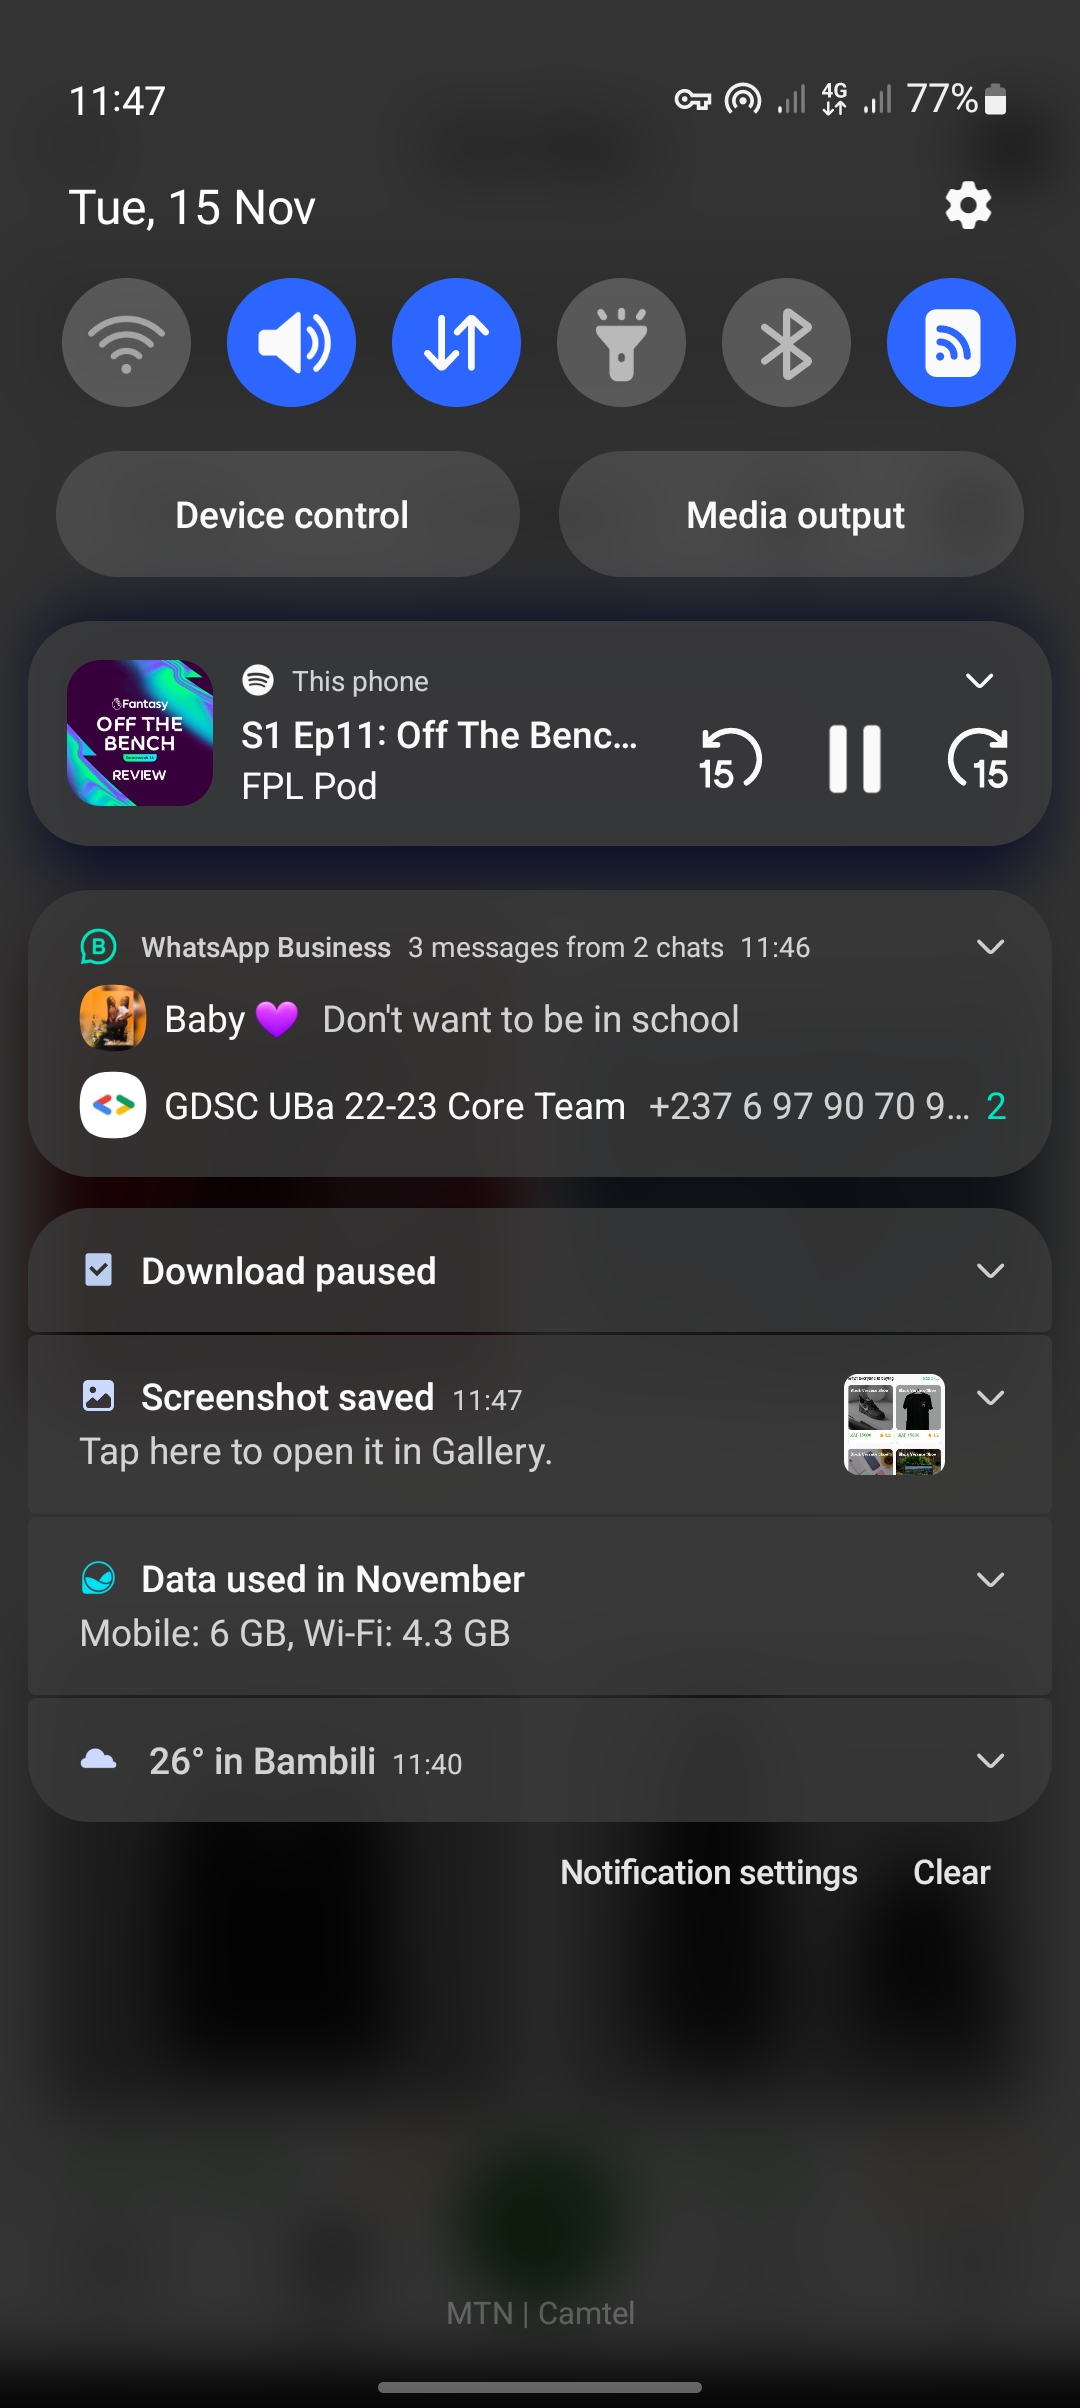 11:47
4G
77%
Tue, 15 Nov
Device control
Media output
Fantasy
OFF THE
BENCH
REVIEW
This phone
S1 Ep11: Off The Benc...
FPL Pod
15
15
B
WhatsApp Business 3 messages from 2 chats 11:46
Baby 💜 Don't want to be in school
GDSC UBa 22-23 Core Team +237 6 97 90 70 9... 2
Download paused
Screenshot saved 11:47
Tap here to open it in Gallery.
Data used in November
Mobile: 6 GB, Wi-Fi: 4.3 GB
26° in Bambili 11:40
Notification settings
Clear
MTN | Camtel